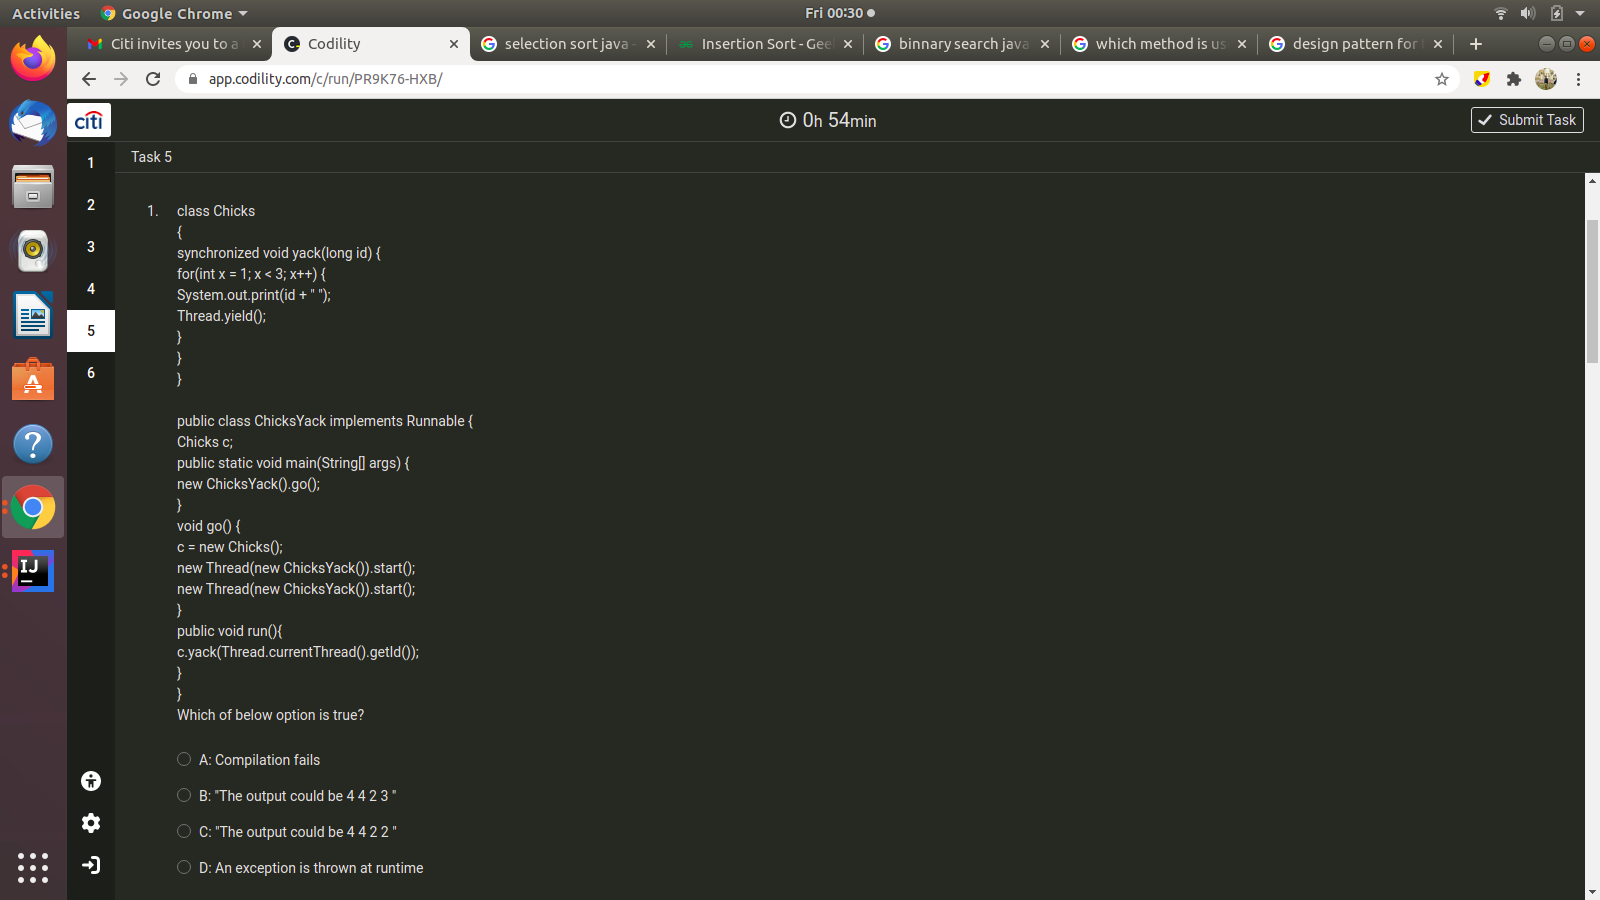 Activities
Google Chrome
Fri 00:30
Citi invites you to a
Codility
selection sort java
Insertion Sort - Gee
binnary search java
which method is us
design pattern for
app.codility.com/c/run/PR9K76-HXB/
citi
0h 54min
Submit Task
1
2
3
4
5
6
Task 5
1. class Chicks
{
synchronized void yack(long id) {
for(int x = 1; x < 3; x++) {
System.out.print(id + " ");
Thread.yield();
}
}
}
public class ChicksYack implements Runnable {
Chicks c;
public static void main(String[] args) {
new ChicksYack().go();
}
void go() {
c = new Chicks();
new Thread(new ChicksYack()).start();
new Thread(new ChicksYack()).start();
}
public void run(){
c.yack(Thread.currentThread().getId());
}
}
Which of below option is true?
A: Compilation fails
B: "The output could be 4 4 2 3 "
C: "The output could be 4 4 2 2 "
D: An exception is thrown at runtime
IJ